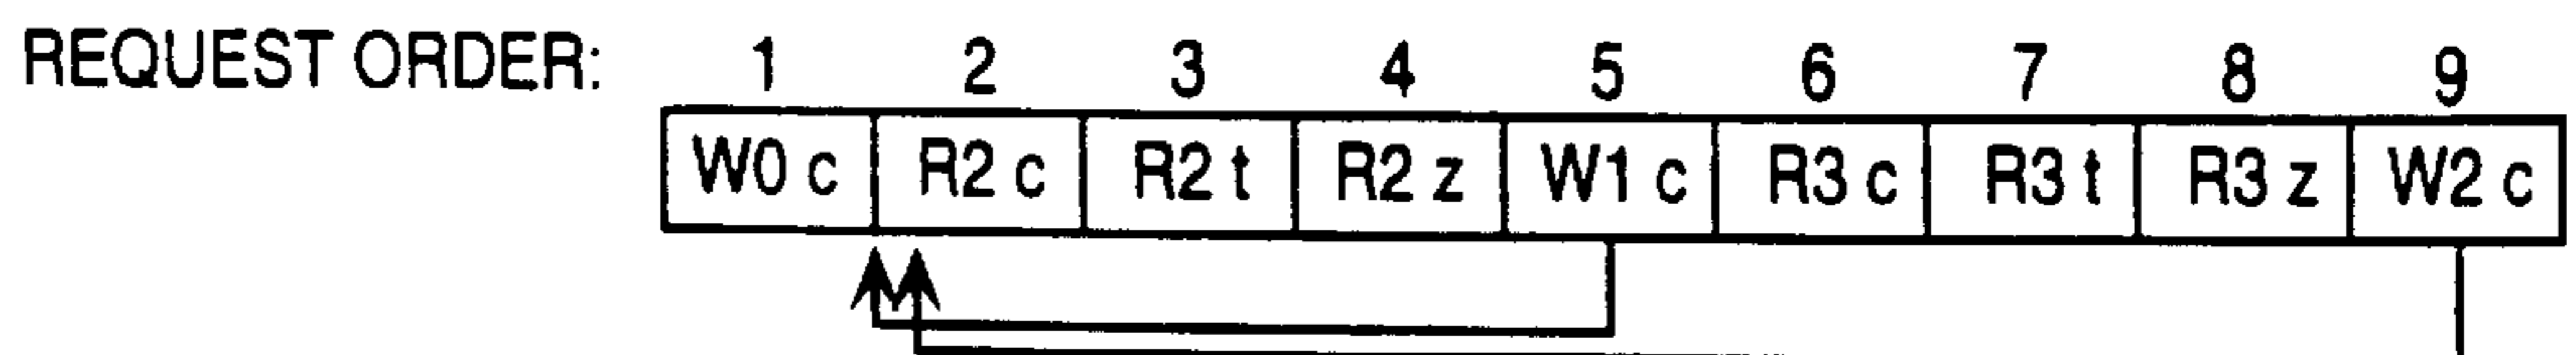 REQUEST ORDER: 1 2 3 4 5 6 7 8 9
W0 c R2 c R2 t R2 z W1 c R3 c R3 t R3 z W2 c